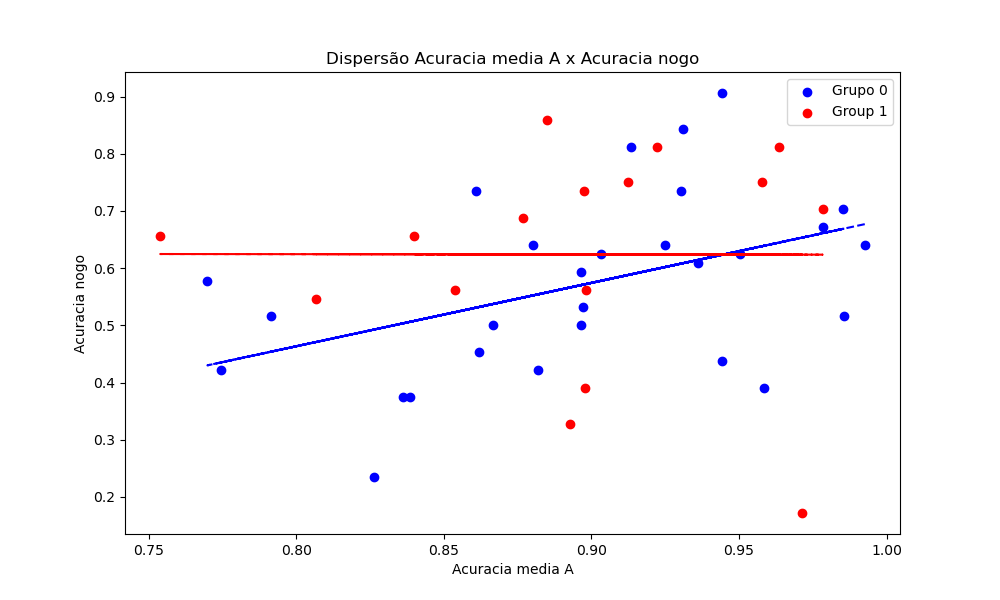 Dispersão Acuracia media A x Acuracia nogo
Grupo 0
Group 1
Acuracia nogo
0.9
0.8
0.7
0.6
0.5
0.4
0.3
0.2
0.75 0.80 0.85 0.90 0.95 1.00
Acuracia media A